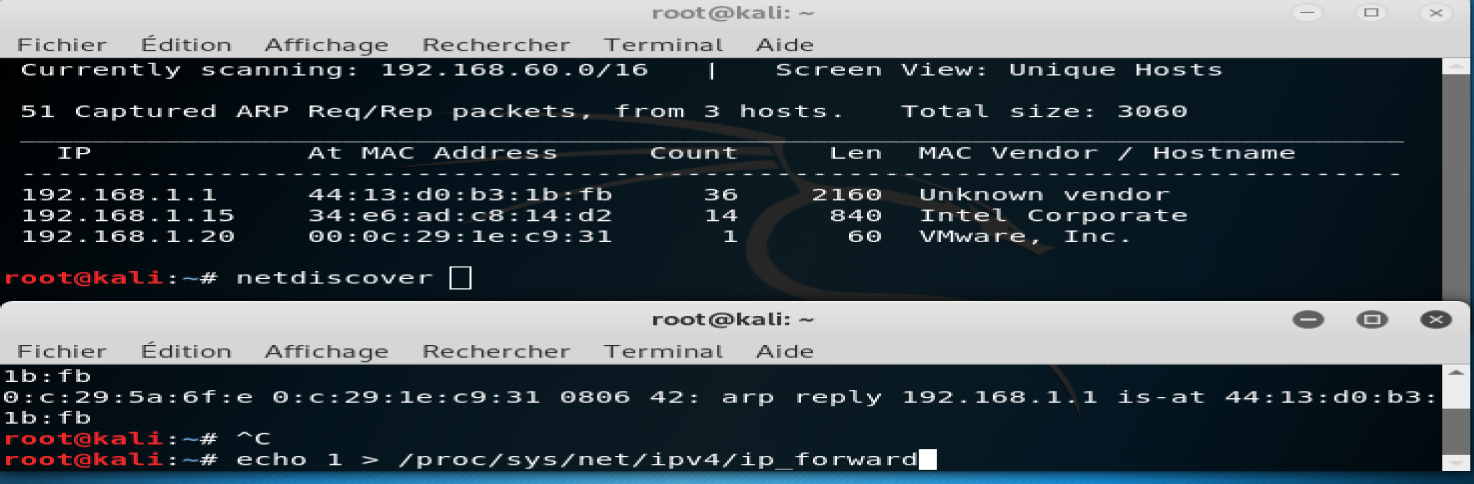 root@kali: ~
Fichier Édition Affichage Rechercher Terminal Aide
Currently scanning: 192.168.60.0/16 | Screen View: Unique Hosts
51 Captured ARP Req/Rep packets, from 3 hosts. Total size: 3060
_____________________________________________________________________________
IP At MAC Address Count Len MAC Vendor / Hostname
-----------------------------------------------------------------------------
192.168.1.1 44:13:d0:b3:1b:fb 36 2160 Unknown vendor
192.168.1.15 34:e6:ad:c8:14:d2 14 840 Intel Corporate
192.168.1.20 00:0c:29:1e:c9:31 1 60 VMware, Inc.
root@kali:~# netdiscover
root@kali: ~
Fichier Édition Affichage Rechercher Terminal Aide
1b:fb
0:c:29:5a:6f:e 0:c:29:1e:c9:31 0806 42: arp reply 192.168.1.1 is-at 44:13:d0:b3:
1b:fb
root@kali:~# ^C
root@kali:~# echo 1 > /proc/sys/net/ipv4/ip_forward